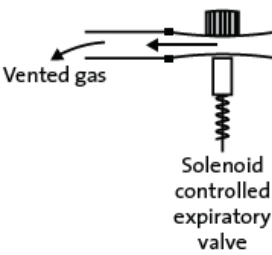 Vented gas
Solenoid
controlled
expiratory
valve